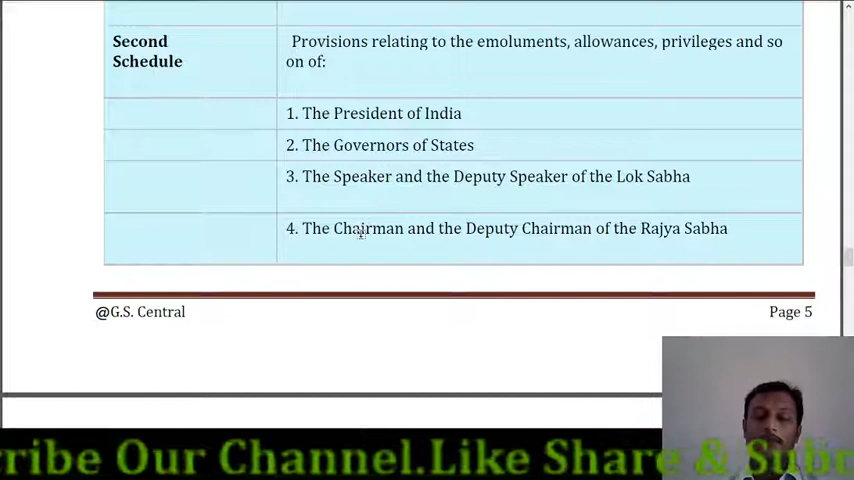 Second
Schedule
Provisions relating to the emoluments, allowances, privileges and so
on of:
1. The President of India
2. The Governors of States
3. The Speaker and the Deputy Speaker of the Lok Sabha
4. The Chairman and the Deputy Chairman of the Rajya Sabha
@G.S. Central
Page 5
cribe Our Channel.Like Share & Subc